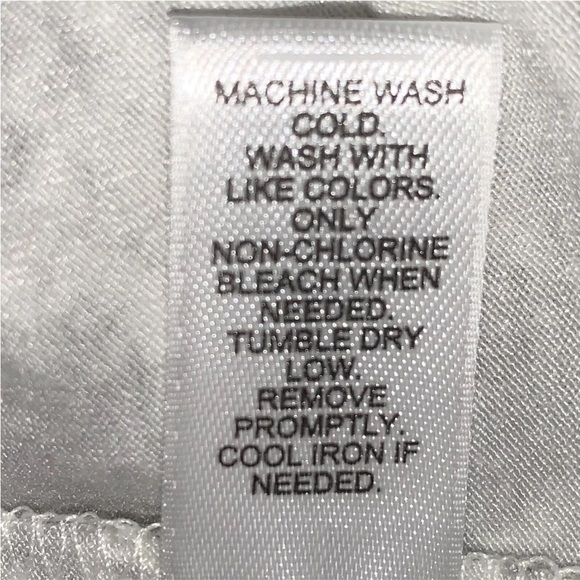 MACHINE WASH
COLD.
WASH WITH
LIKE COLORS.
ONLY
NON-CHLORINE
BLEACH WHEN
NEEDED.
TUMBLE DRY
LOW.
REMOVE
PROMPTLY.
COOL IRON IF
NEEDED.